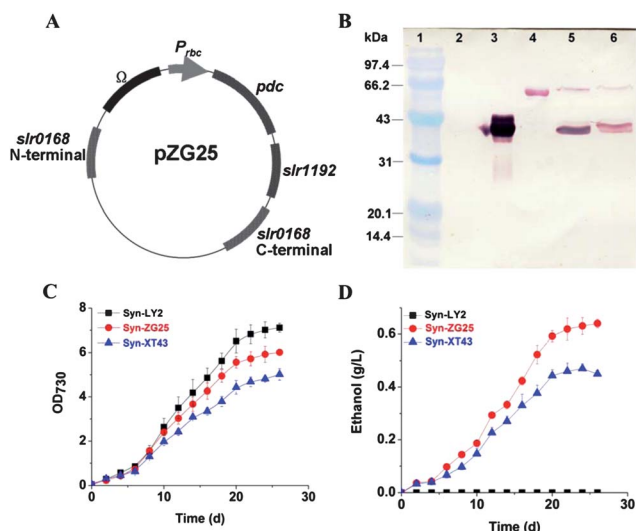 A
P_rbc
Ω
pdc
slr0168
N-terminal
pZG25
slr1192
slr0168
C-terminal
B
kDa 1 2 3 4 5 6
97.4
66.2
43
31
20.1
14.4
C
Syn-LY2
Syn-ZG25
Syn-XT43
8
6
4
2
0
OD730
0 10 20 30
Time (d)
D
Syn-LY2
Syn-ZG25
Syn-XT43
0.6
0.4
0.2
0.0
Ethanol (g/L)
0 10 20 30
Time (d)